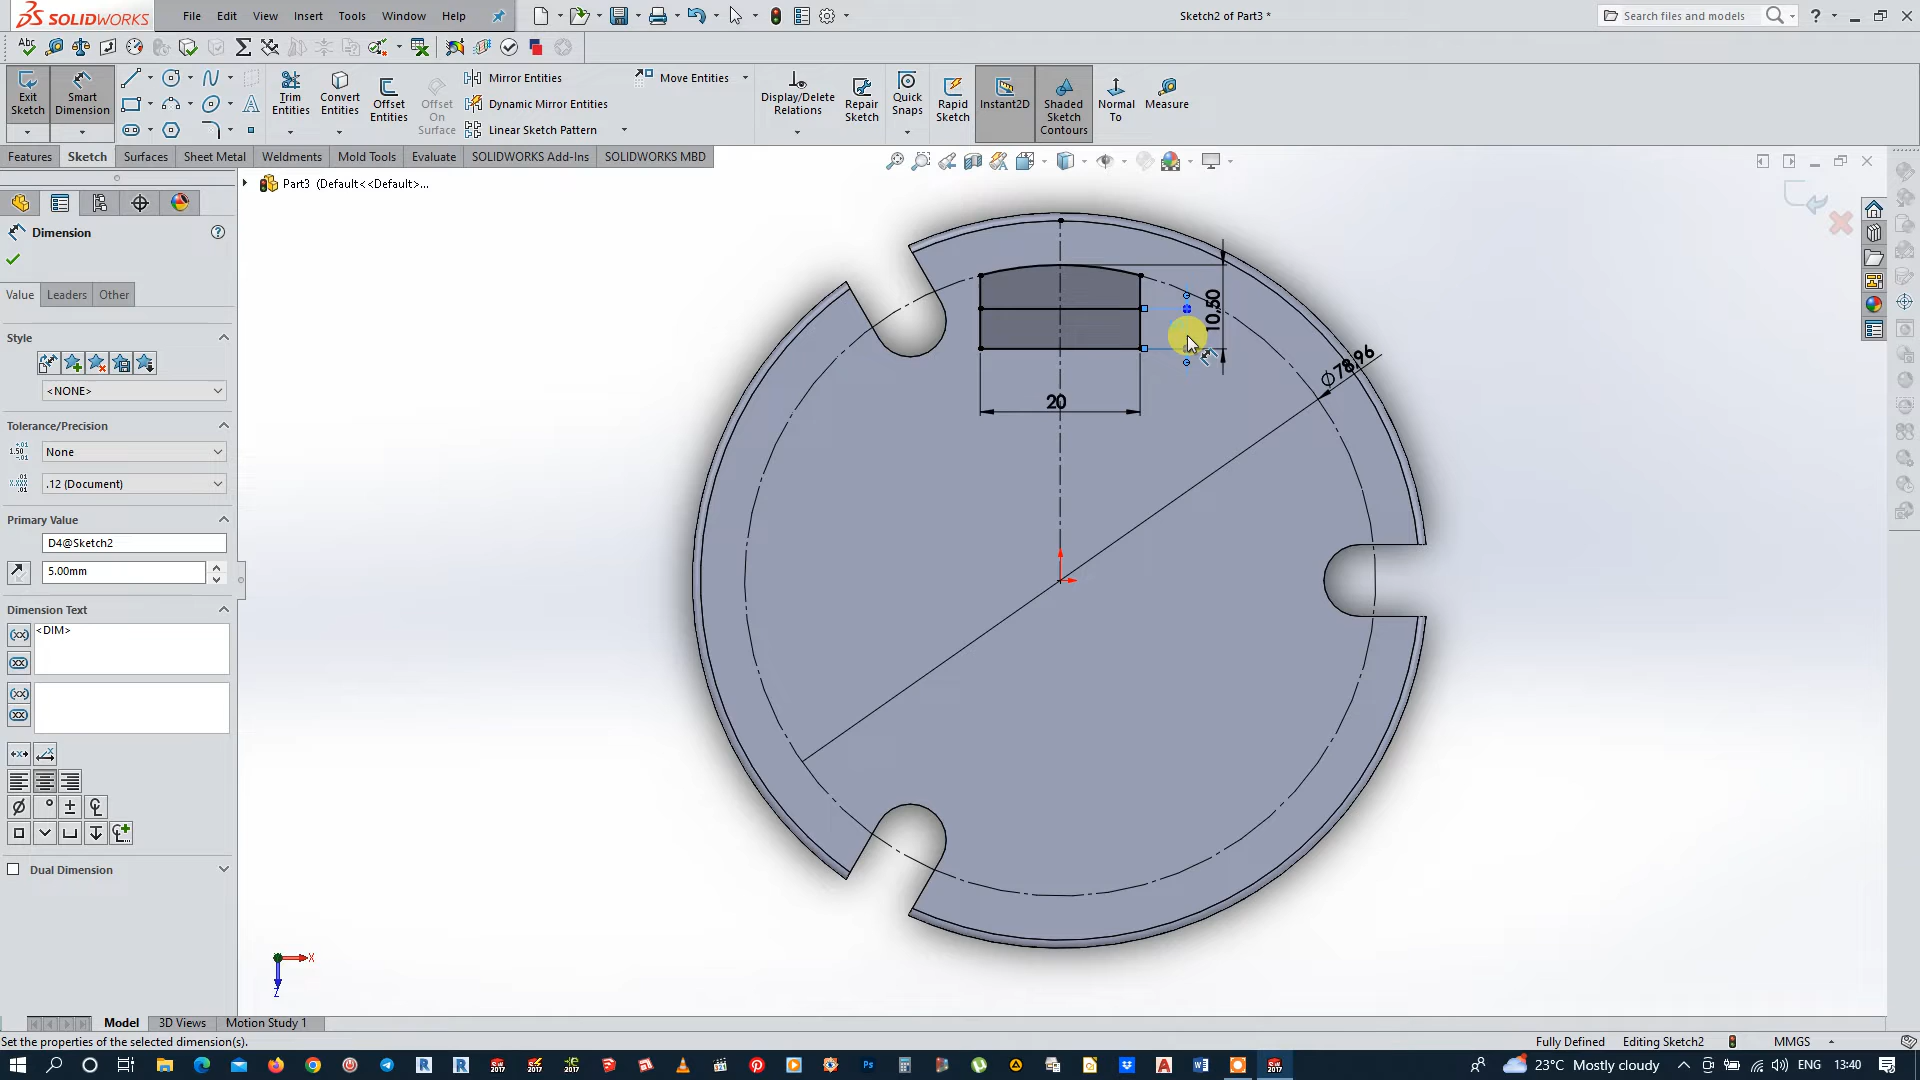 SOLIDWORKS File Edit View Insert Tools Window Help Sketch2 of Part3 * Search files and models
Exit Sketch
Smart Dimension
Trim Entities
Convert Entities
Offset Entities
Offset On Surface
Mirror Entities
Dynamic Mirror Entities
Linear Sketch Pattern
Move Entities
Display/Delete Relations
Repair Sketch
Quick Snaps
Rapid Sketch
Instant2D
Shaded Sketch Contours
Normal To
Measure
Features Sketch Surfaces Sheet Metal Weldments Mold Tools Evaluate SOLIDWORKS Add-Ins SOLIDWORKS MBD
Part3 (Default<<Default>...
Dimension
Value Leaders Other
Style
<NONE>
Tolerance/Precision
None
.12 (Document)
Primary Value
D4@Sketch2
5.00mm
Dimension Text
<DIM>
Dual Dimension
10,50
20
∅78,96
X
Z
Model 3D Views Motion Study 1
Set the properties of the selected dimension(s). Fully Defined Editing Sketch2 MMGS
23°C Mostly cloudy ENG 13:40